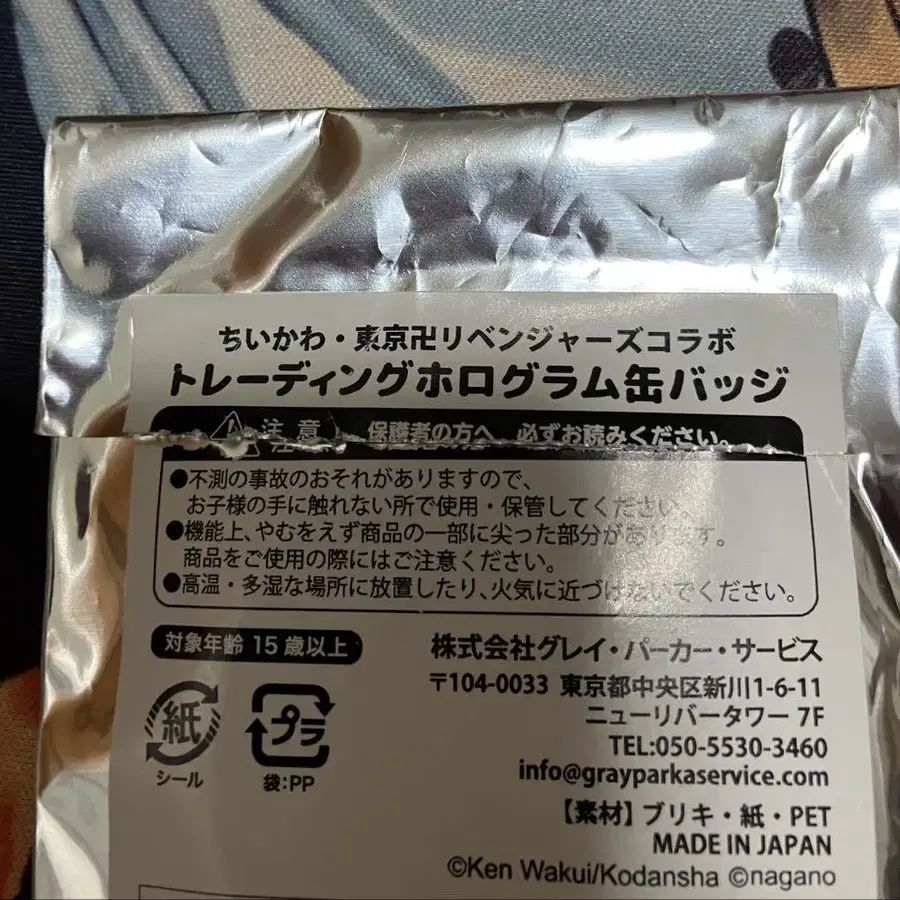 ちいかわ・東京卍リベンジャーズコラボ
トレーディングホログラム缶バッジ
注意 保護者の方へ 必ずお読みください。
●不測の事故のおそれがありますので、
お子様の手に触れない所で使用・保管してください。
●機能上、やむをえず商品の一部に尖った部分があります。
商品をご使用の際にはご注意ください。
●高温・多湿な場所に放置したり、火気に近づけないでください。
対象年齢 15歳以上
紙
シール
プラ
袋:PP
株式会社グレイ・パーカー・サービス
〒104-0033 東京都中央区新川1-6-11
ニューリバータワー 7F
TEL:050-5530-3460
info@grayparkaservice.com
【素材】ブリキ・紙・PET
MADE IN JAPAN
©Ken Wakui/Kodansha ©nagano